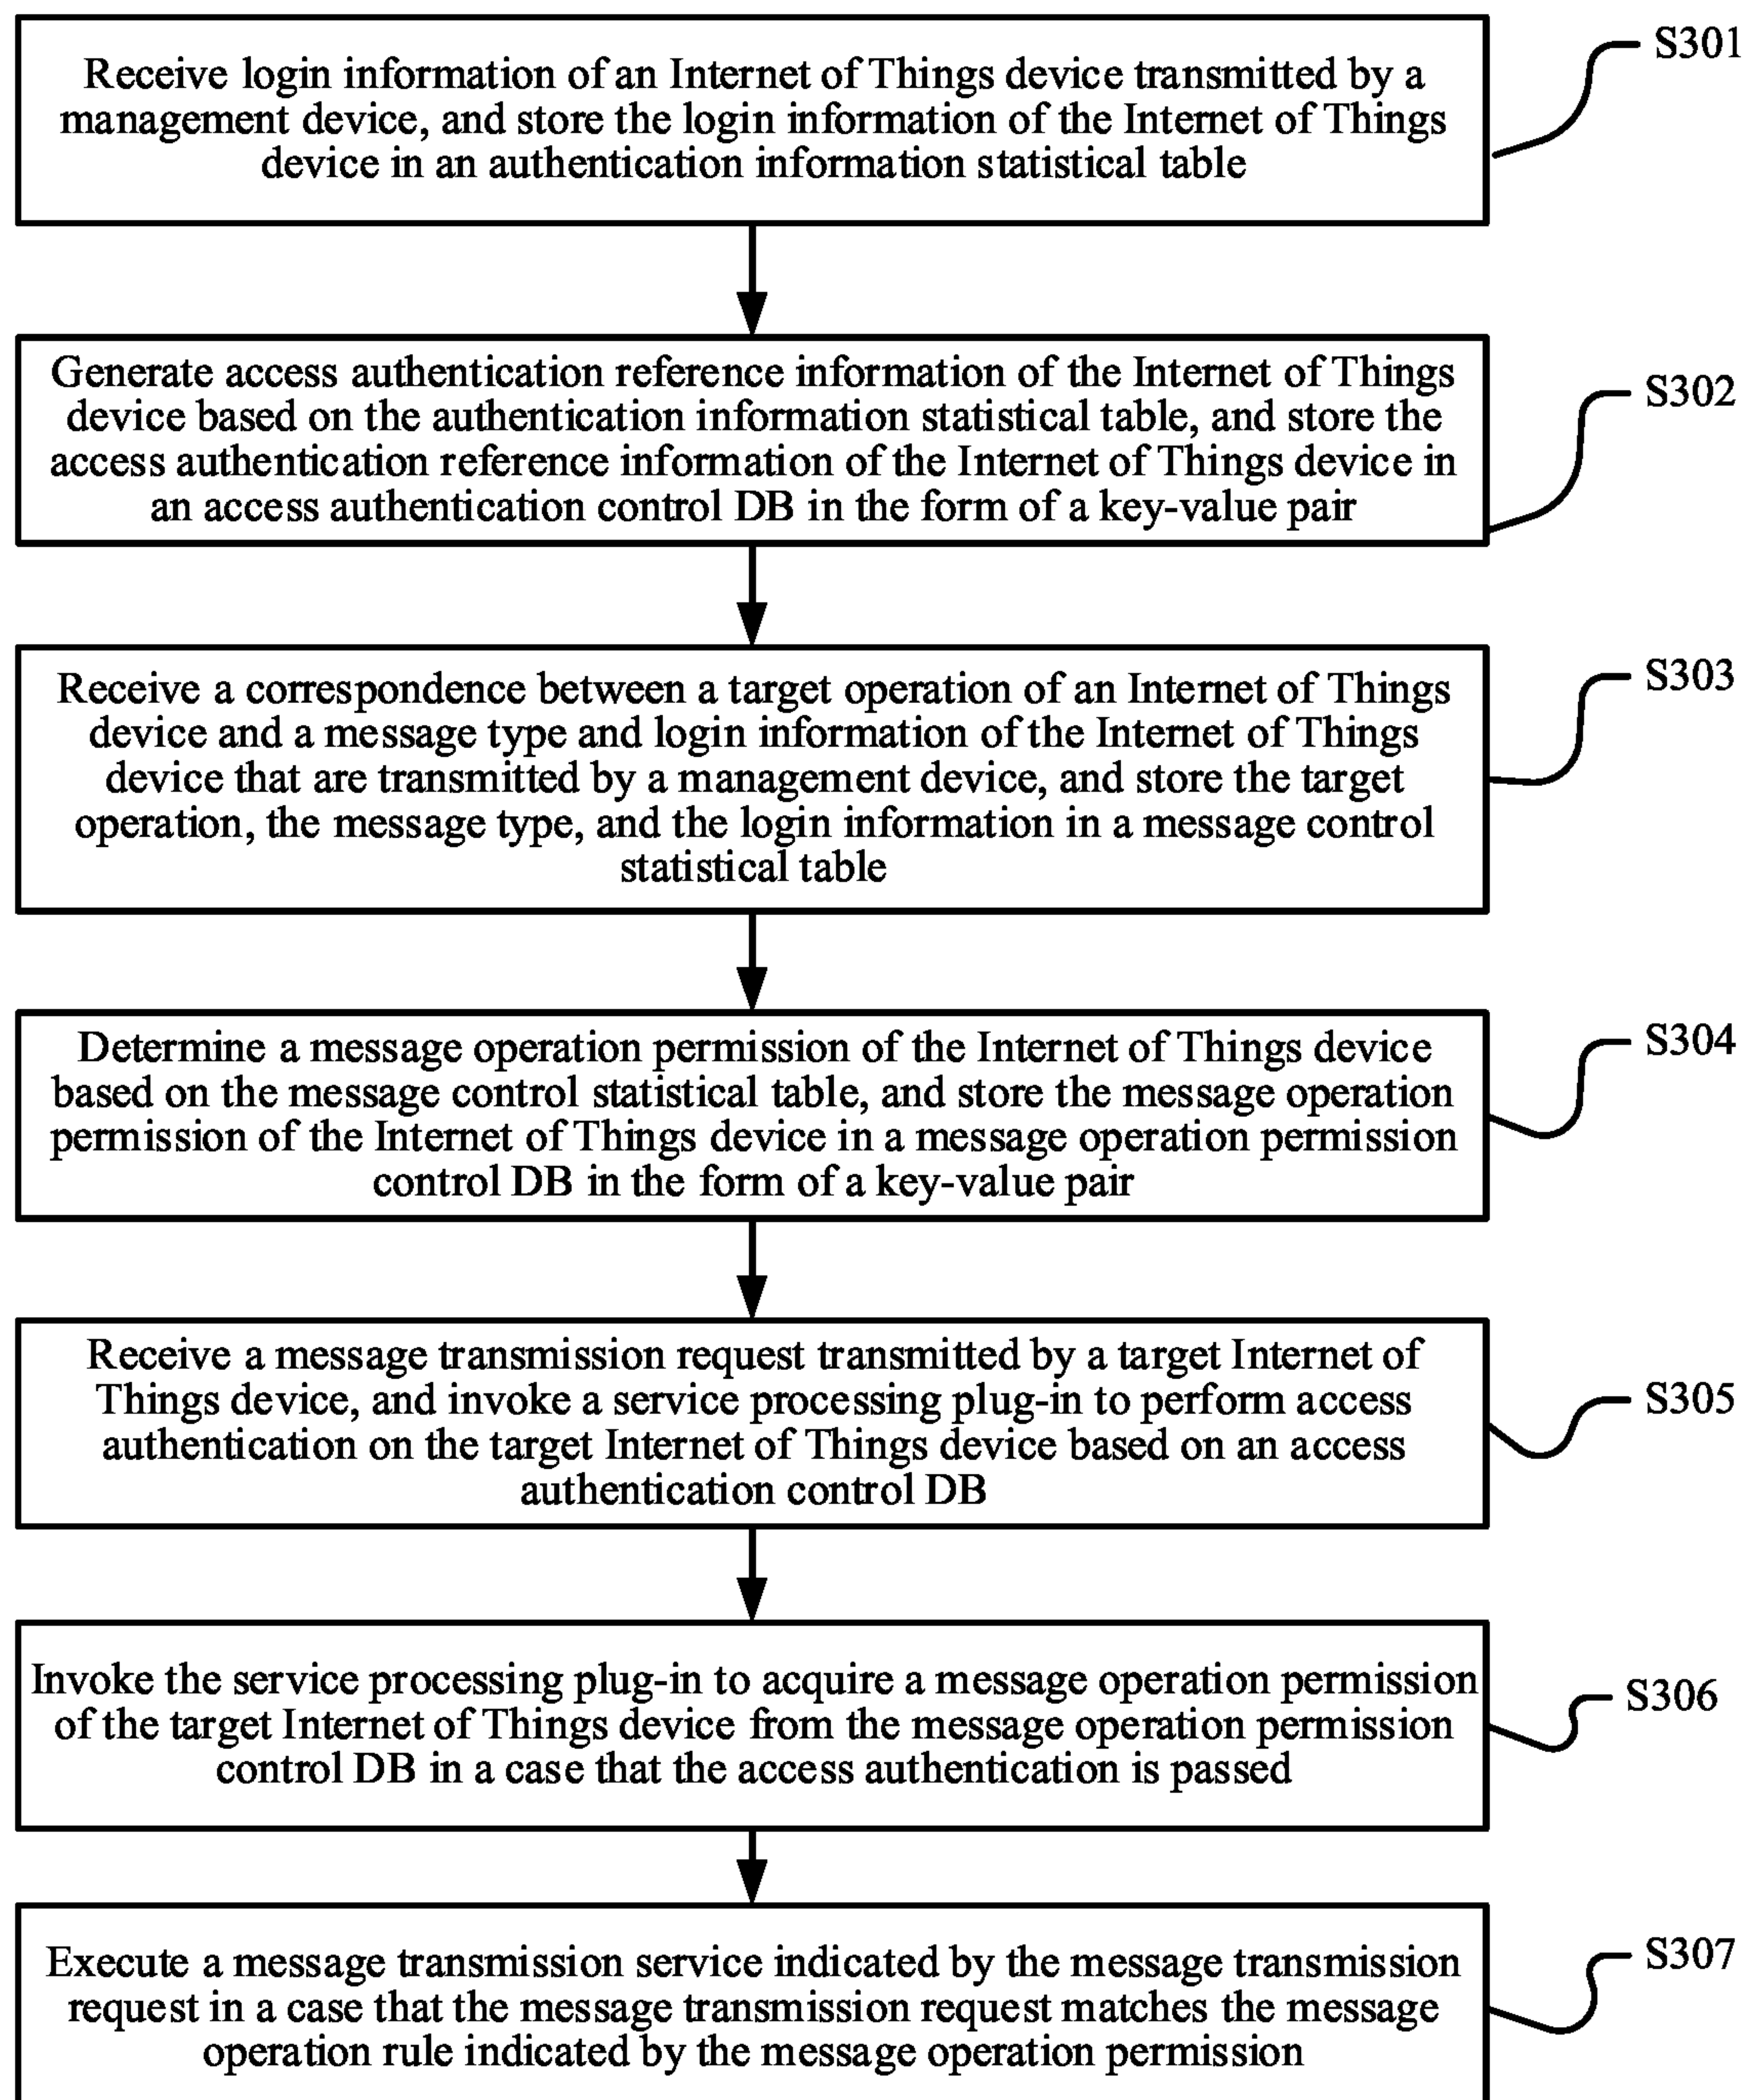 Receive login information of an Internet of Things device transmitted by a
management device, and store the login information of the Internet of Things
device in an authentication information statistical table
S301
Generate access authentication reference information of the Internet of Things
device based on the authentication information statistical table, and store the
access authentication reference information of the Internet of Things device in
an access authentication control DB in the form of a key-value pair
S302
Receive a correspondence between a target operation of an Internet of Things
device and a message type and login information of the Internet of Things
device that are transmitted by a management device, and store the target
operation, the message type, and the login information in a message control
statistical table
S303
Determine a message operation permission of the Internet of Things device
based on the message control statistical table, and store the message operation
permission of the Internet of Things device in a message operation permission
control DB in the form of a key-value pair
S304
Receive a message transmission request transmitted by a target Internet of
Things device, and invoke a service processing plug-in to perform access
authentication on the target Internet of Things device based on an access
authentication control DB
S305
Invoke the service processing plug-in to acquire a message operation permission
of the target Internet of Things device from the message operation permission
control DB in a case that the access authentication is passed
S306
Execute a message transmission service indicated by the message transmission
request in a case that the message transmission request matches the message
operation rule indicated by the message operation permission
S307